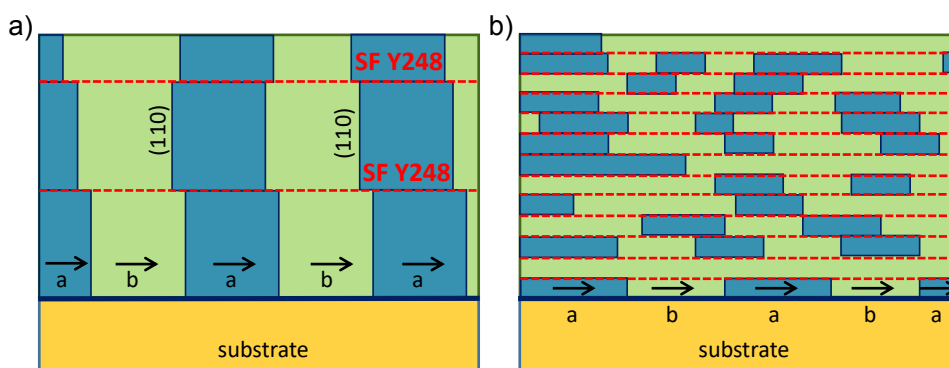 a)
SF Y248
(110)
(110)
SF Y248
a
b
a
b
a
substrate
b)
a
b
a
b
a
substrate